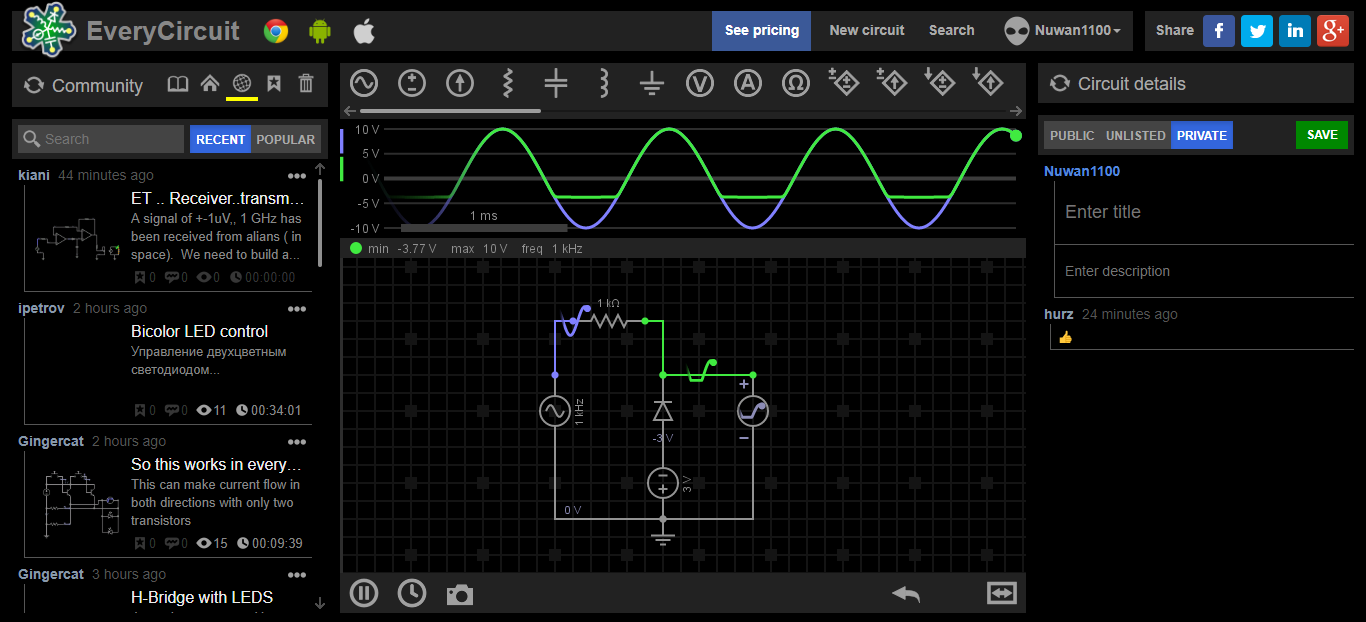 EveryCircuit
See pricing
New circuit
Search
Nuwan1100
Share
f
in
g+
Community
Search
RECENT
POPULAR
kiani 44 minutes ago
ET .. Receiver..transm...
A signal of +-1uV,, 1 GHz has
been received from alians ( in
space). We need to build a...
0 0 0 00:00:00
ipetrov 2 hours ago
Bicolor LED control
Управление двухцветным
светодиодом...
0 0 11 00:34:01
Gingercat 2 hours ago
So this works in every...
This can make current flow in
both directions with only two
transistors
0 0 15 00:09:39
Gingercat 3 hours ago
H-Bridge with LEDS
V
A
Ω
10 V
5 V
0 V
-5 V
-10 V
1 ms
min -3.77 V max 10 V freq 1 kHz
1 kΩ
1 kHz
-3 V
3 V
0 V
Circuit details
PUBLIC
UNLISTED
PRIVATE
SAVE
Nuwan1100
Enter title
Enter description
hurz 24 minutes ago